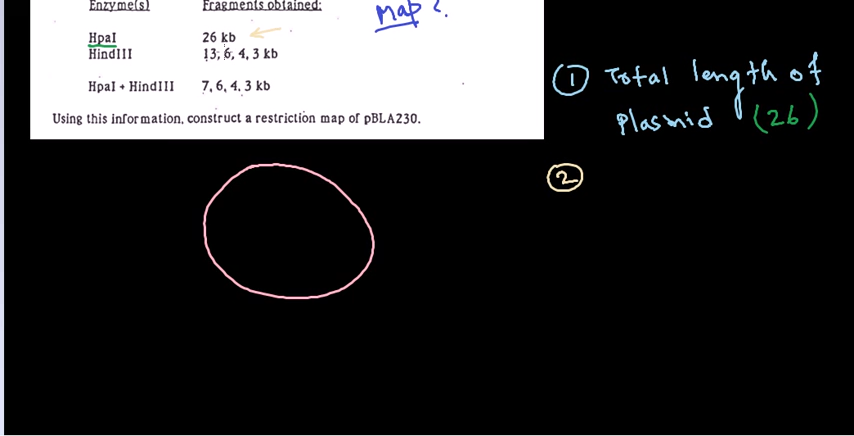 Enzyme(s) Fragments obtained:
Map ?
HpaI 26 kb
HindIII 13, 6, 4, 3 kb
HpaI + HindIII 7, 6, 4, 3 kb
Using this information, construct a restriction map of pBLA230.
① Total length of
Plasmid (26)
②